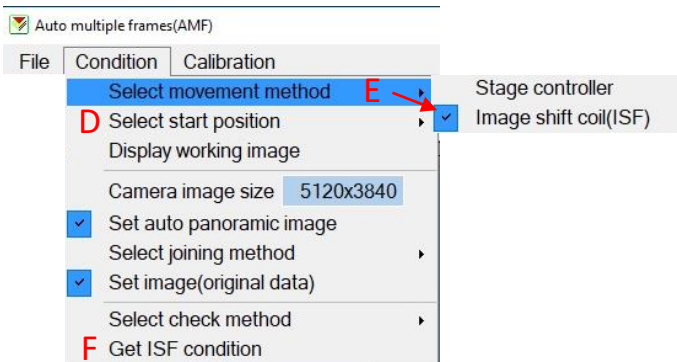 Auto multiple frames(AMF)
File Condition Calibration
Select movement method E Stage controller
D Select start position Image shift coil(ISF)
Display working image
Camera image size 5120x3840
Set auto panoramic image
Select joining method
Set image(original data)
Select check method
F Get ISF condition